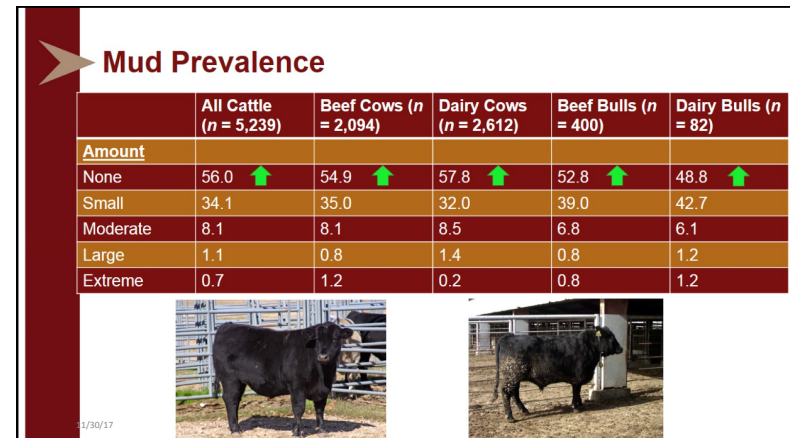 Mud Prevalence
All Cattle (n = 5,239) Beef Cows (n = 2,094) Dairy Cows (n = 2,612) Beef Bulls (n = 400) Dairy Bulls (n = 82)
Amount
None 56.0 54.9 57.8 52.8 48.8
Small 34.1 35.0 32.0 39.0 42.7
Moderate 8.1 8.1 8.5 6.8 6.1
Large 1.1 0.8 1.4 0.8 1.2
Extreme 0.7 1.2 0.2 0.8 1.2
11/30/17